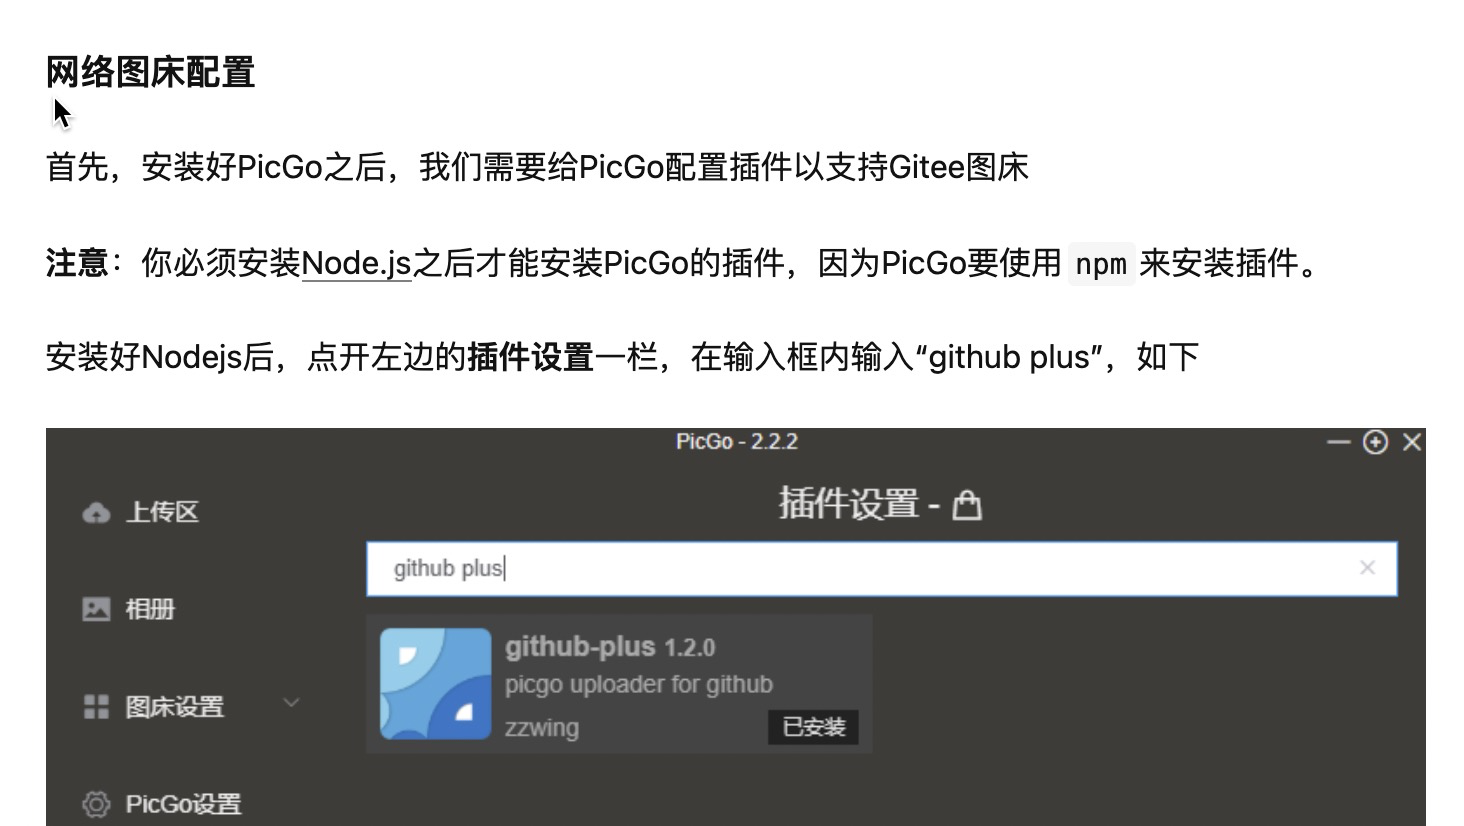 网络图床配置
首先，安装好PicGo之后，我们需要给PicGo配置插件以支持Gitee图床
注意：你必须安装Node.js之后才能安装PicGo的插件，因为PicGo要使用 npm 来安装插件。
安装好Nodejs后，点开左边的插件设置一栏，在输入框内输入“github plus”，如下
PicGo - 2.2.2
上传区
相册
图床设置
PicGo设置
插件设置 -
github plus
github-plus 1.2.0
picgo uploader for github
zzwing
已安装